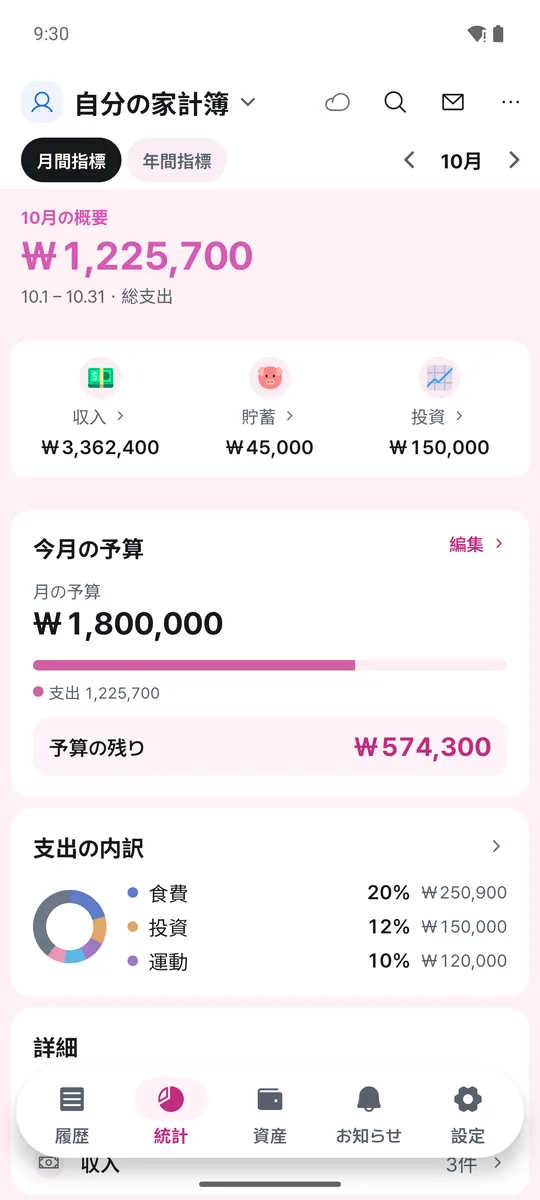 9:30
自分の家計簿
月間指標 年間指標 10月
10月の概要
₩1,225,700
10.1 – 10.31 · 総支出
収入 貯蓄 投資
₩3,362,400 ₩45,000 ₩150,000
今月の予算 編集
月の予算
₩1,800,000
支出 1,225,700
予算の残り ₩574,300
支出の内訳
食費 20% ₩250,900
投資 12% ₩150,000
運動 10% ₩120,000
詳細
履歴 統計 資産 お知らせ 設定
収入 3件